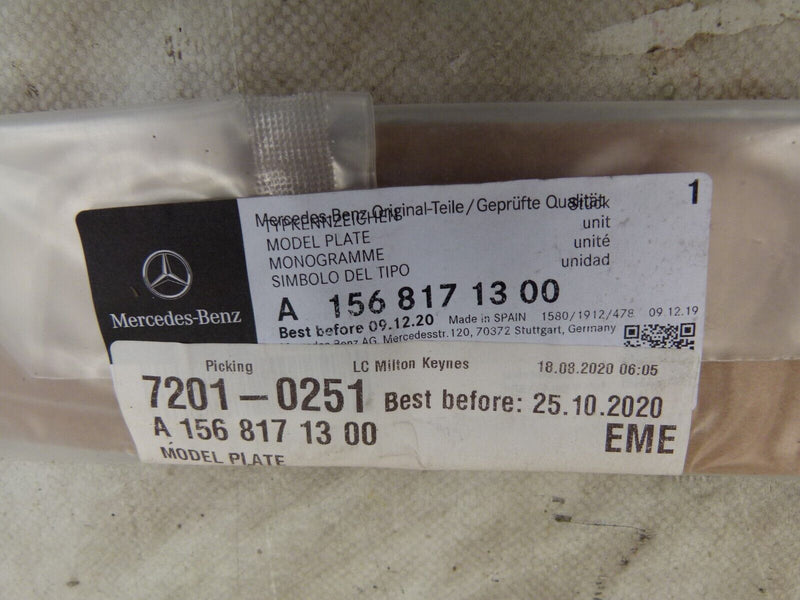 Mercedes-Benz Original-Teile/Geprüfte Qualität
1
TYPKENNZEICHEN Stück
MODEL PLATE unit
MONOGRAMME unité
SIMBOLO DEL TIPO unidad
Mercedes-Benz
A 156 817 13 00
Best before 09.12.20 Made in SPAIN 1580/1912/478 09.12.19
Mercedes-Benz AG, Mercedesstr.120, 70372 Stuttgart, Germany
Picking LC Milton Keynes 18.08.2020 06:05
7201-0251 Best before: 25.10.2020
A 156 817 13 00 EME
MODEL PLATE